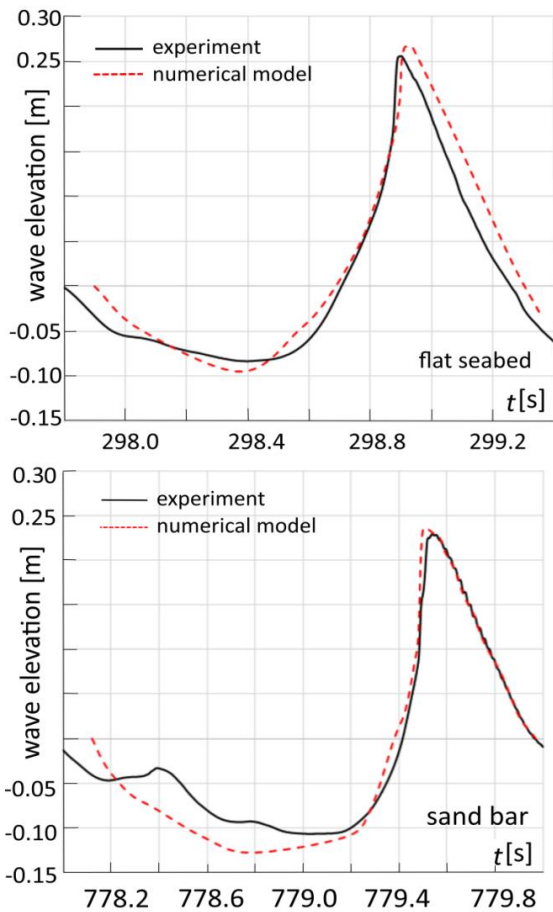 0.30
experiment
0.25
numerical model
wave elevation [m]
-0.05
-0.10
flat seabed
-0.15
t[s]
298.0 298.4 298.8 299.2
0.30
experiment
0.25
numerical model
wave elevation [m]
-0.05
-0.10
sand bar
-0.15
t[s]
778.2 778.6 779.0 779.4 779.8